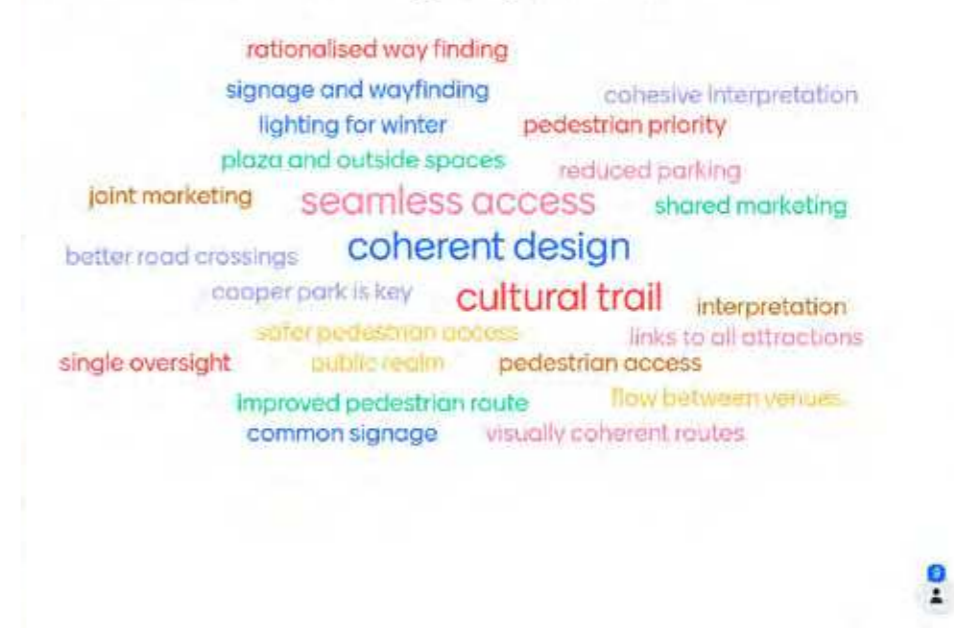 rationalised way finding
signage and wayfinding
cohesive interpretation
lighting for winter
pedestrian priority
plaza and outside spaces
reduced parking
joint marketing
seamless access
shared marketing
coherent design
better road crossings
cooper park is key
cultural trail
interpretation
safer pedestrian access
links to all attractions
single oversight
public realm
pedestrian access
improved pedestrian route
flow between venues
common signage
visually coherent routes